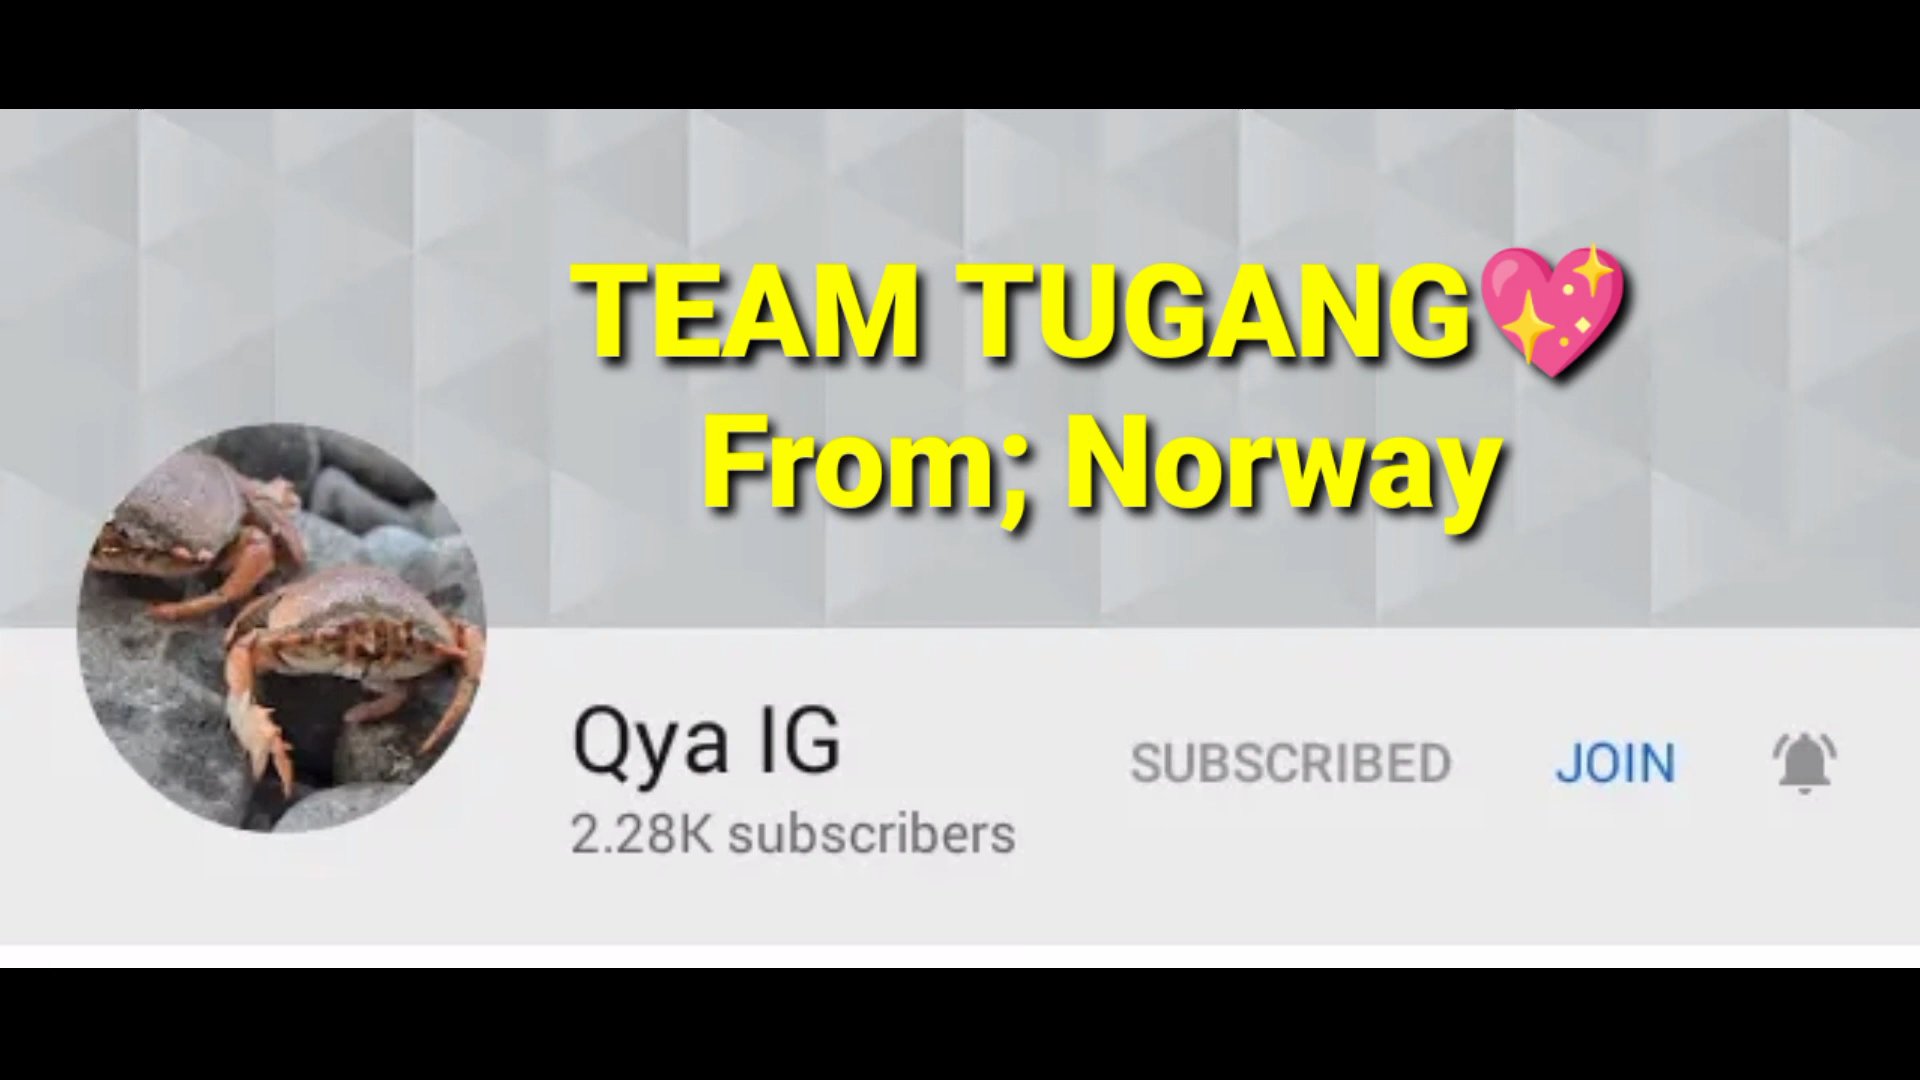 TEAM TUGANG💖
From; Norway
Qya IG
SUBSCRIBED
JOIN
2.28K subscribers